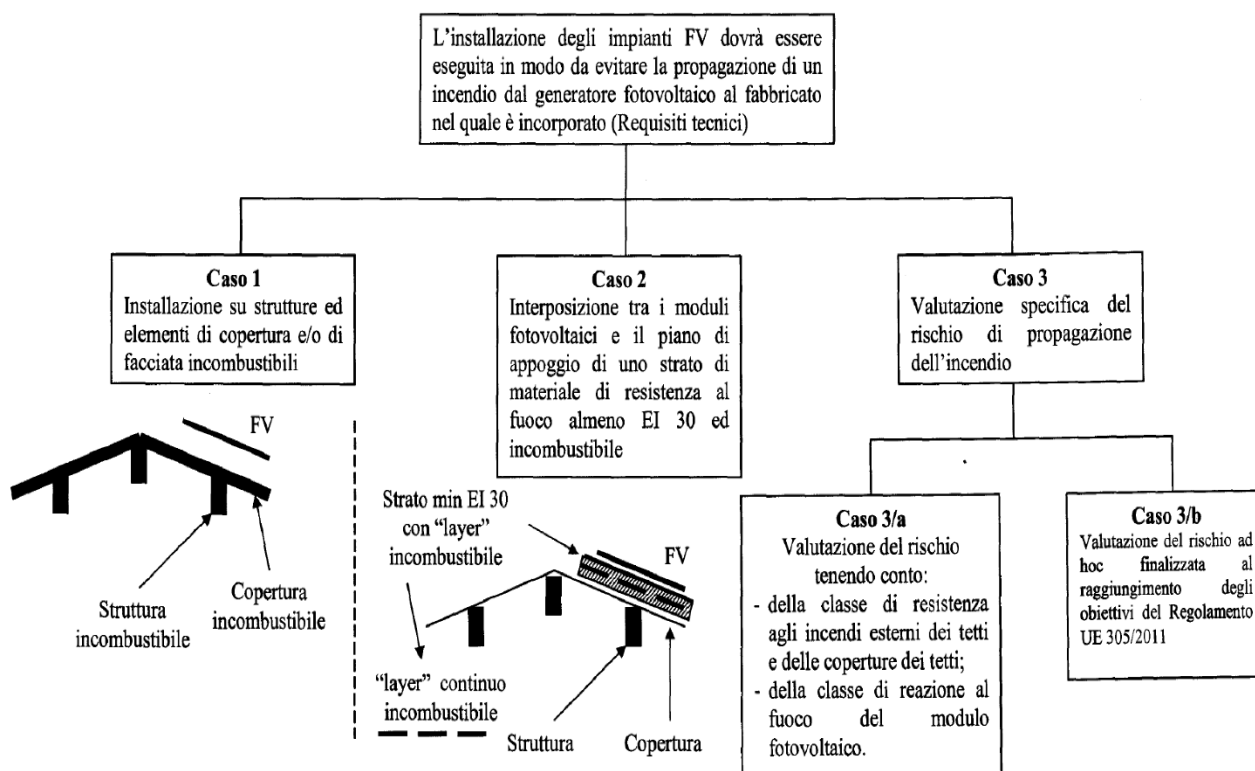 L’installazione degli impianti FV dovrà essere
eseguita in modo da evitare la propagazione di un
incendio dal generatore fotovoltaico al fabbricato
nel quale è incorporato (Requisiti tecnici)
Caso 1
Installazione su strutture ed
elementi di copertura e/o di
facciata incombustibili
FV
Struttura
incombustibile
Copertura
incombustibile
Caso 2
Interposizione tra i moduli
fotovoltaici e il piano di
appoggio di uno strato di
materiale di resistenza al
fuoco almeno EI 30 ed
incombustibile
Strato min EI 30
con “layer”
incombustibile
FV
“layer” continuo
incombustibile
Struttura
Copertura
Caso 3
Valutazione specifica del
rischio di propagazione
dell’incendio
Caso 3/a
Valutazione del rischio
tenendo conto:
- della classe di resistenza
agli incendi esterni dei tetti
e delle coperture dei tetti;
- della classe di reazione al
fuoco del modulo
fotovoltaico.
Caso 3/b
Valutazione del rischio ad
hoc finalizzata al
raggiungimento degli
obiettivi del Regolamento
UE 305/2011